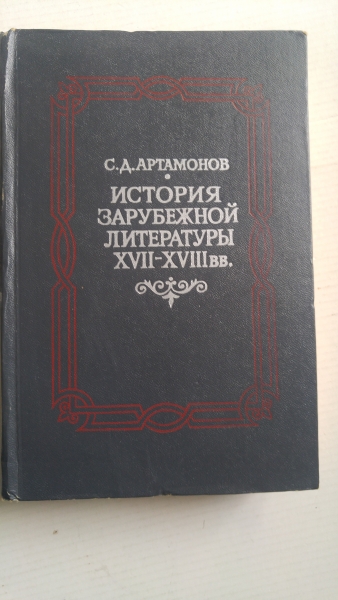 С.Д.АРТАМОНОВ
ИСТОРИЯ
ЗАРУБЕЖНОЙ
ЛИТЕРАТУРЫ
XVII-XVIII ВВ.